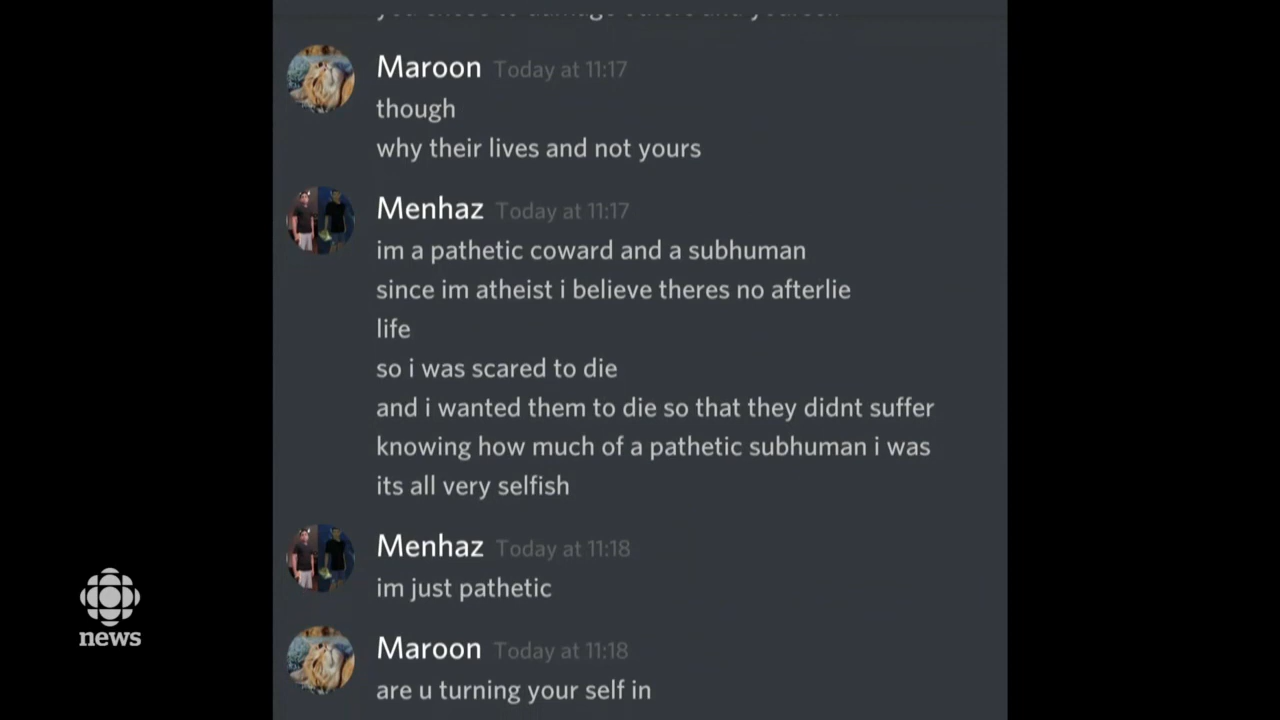 Maroon Today at 11:17
though
why their lives and not yours
Menhaz Today at 11:17
im a pathetic coward and a subhuman
since im atheist i believe theres no afterlie
life
so i was scared to die
and i wanted them to die so that they didnt suffer
knowing how much of a pathetic subhuman i was
its all very selfish
Menhaz Today at 11:18
im just pathetic
news
Maroon Today at 11:18
are u turning your self in